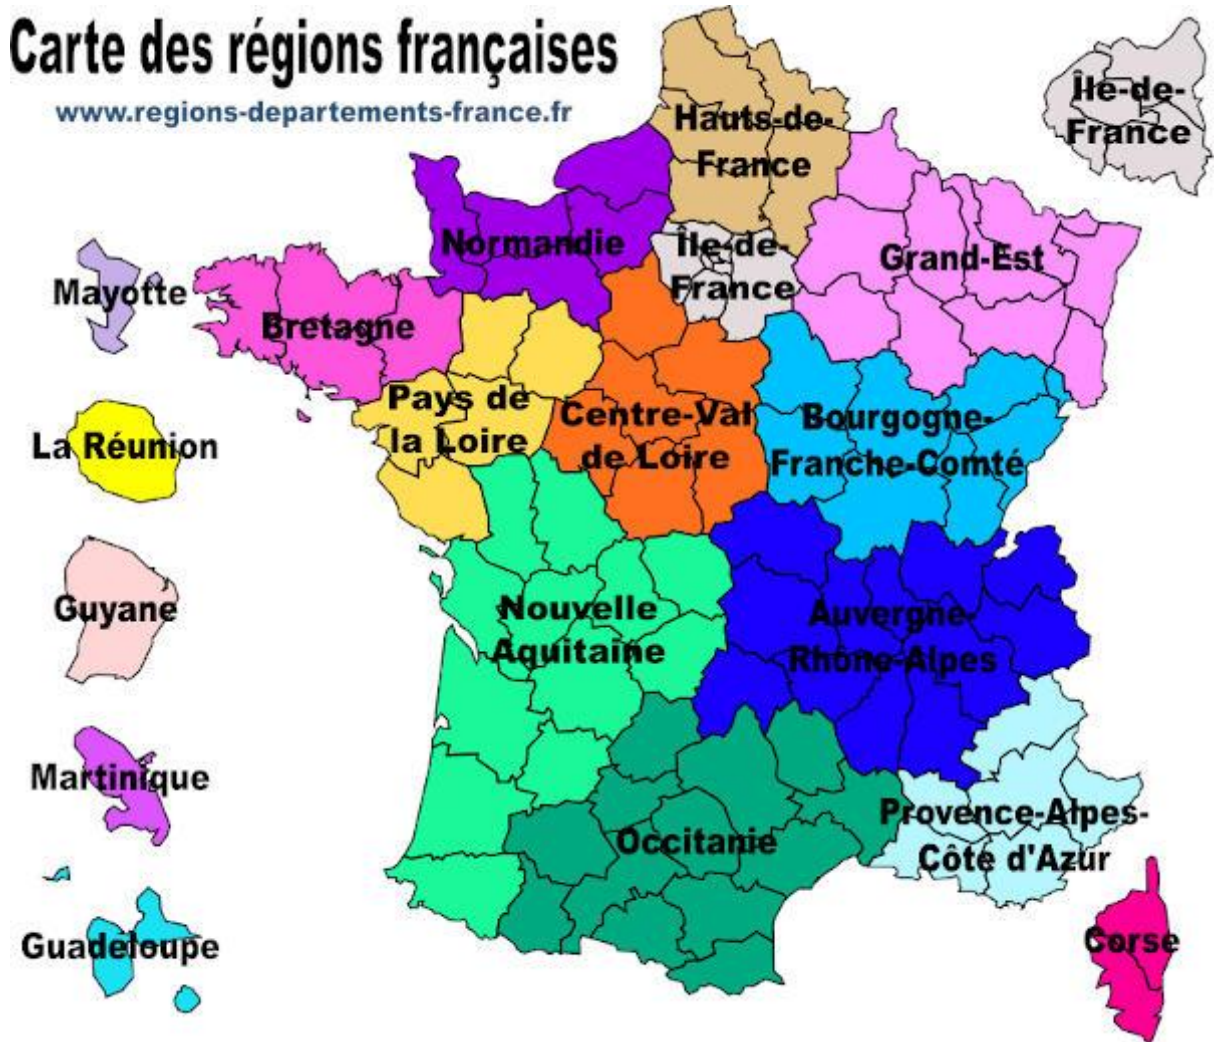 Carte des régions françaises
www.regions-departements-france.fr
Île-de-
France
Hauts-de-
France
Normandie
Île-de-
France
Grand-Est
Mayotte
Bretagne
Pays de
la Loire
Centre-Val
de Loire
Bourgogne-
Franche-Comté
La Réunion
Guyane
Nouvelle
Aquitaine
Auvergne-
Rhône-Alpes
Martinique
Occitanie
Provence-Alpes-
Côte d'Azur
Guadeloupe
Corse